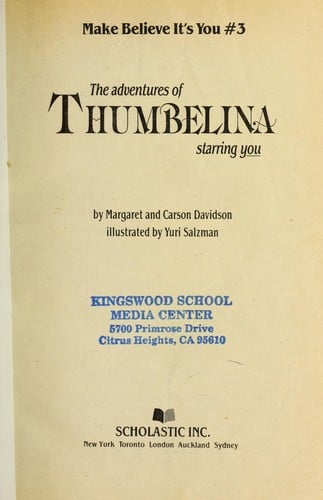 Make Believe It's You #3
The adventures of
THUMBELINA
starring you
by Margaret and Carson Davidson
illustrated by Yuri Salzman
KINGSWOOD SCHOOL
MEDIA CENTER
5700 Primrose Drive
Citrus Heights, CA 95610
SCHOLASTIC INC.
New York Toronto London Auckland Sydney